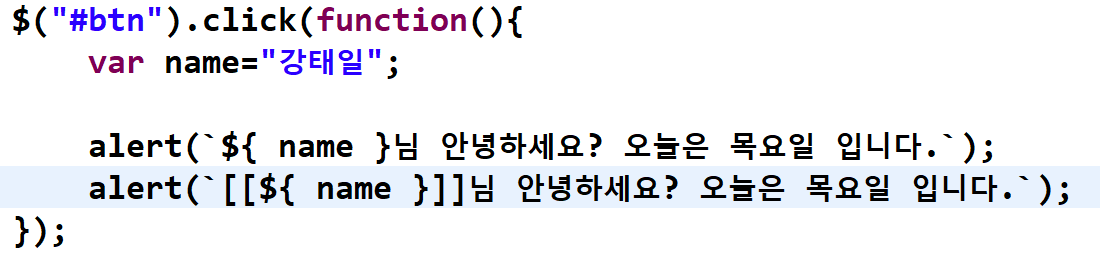 $("#btn").click(function(){
    var name="강태일";
    alert(`${ name }님 안녕하세요? 오늘은 목요일 입니다.`);
    alert(`[[${ name }]]님 안녕하세요? 오늘은 목요일 입니다.`);
});